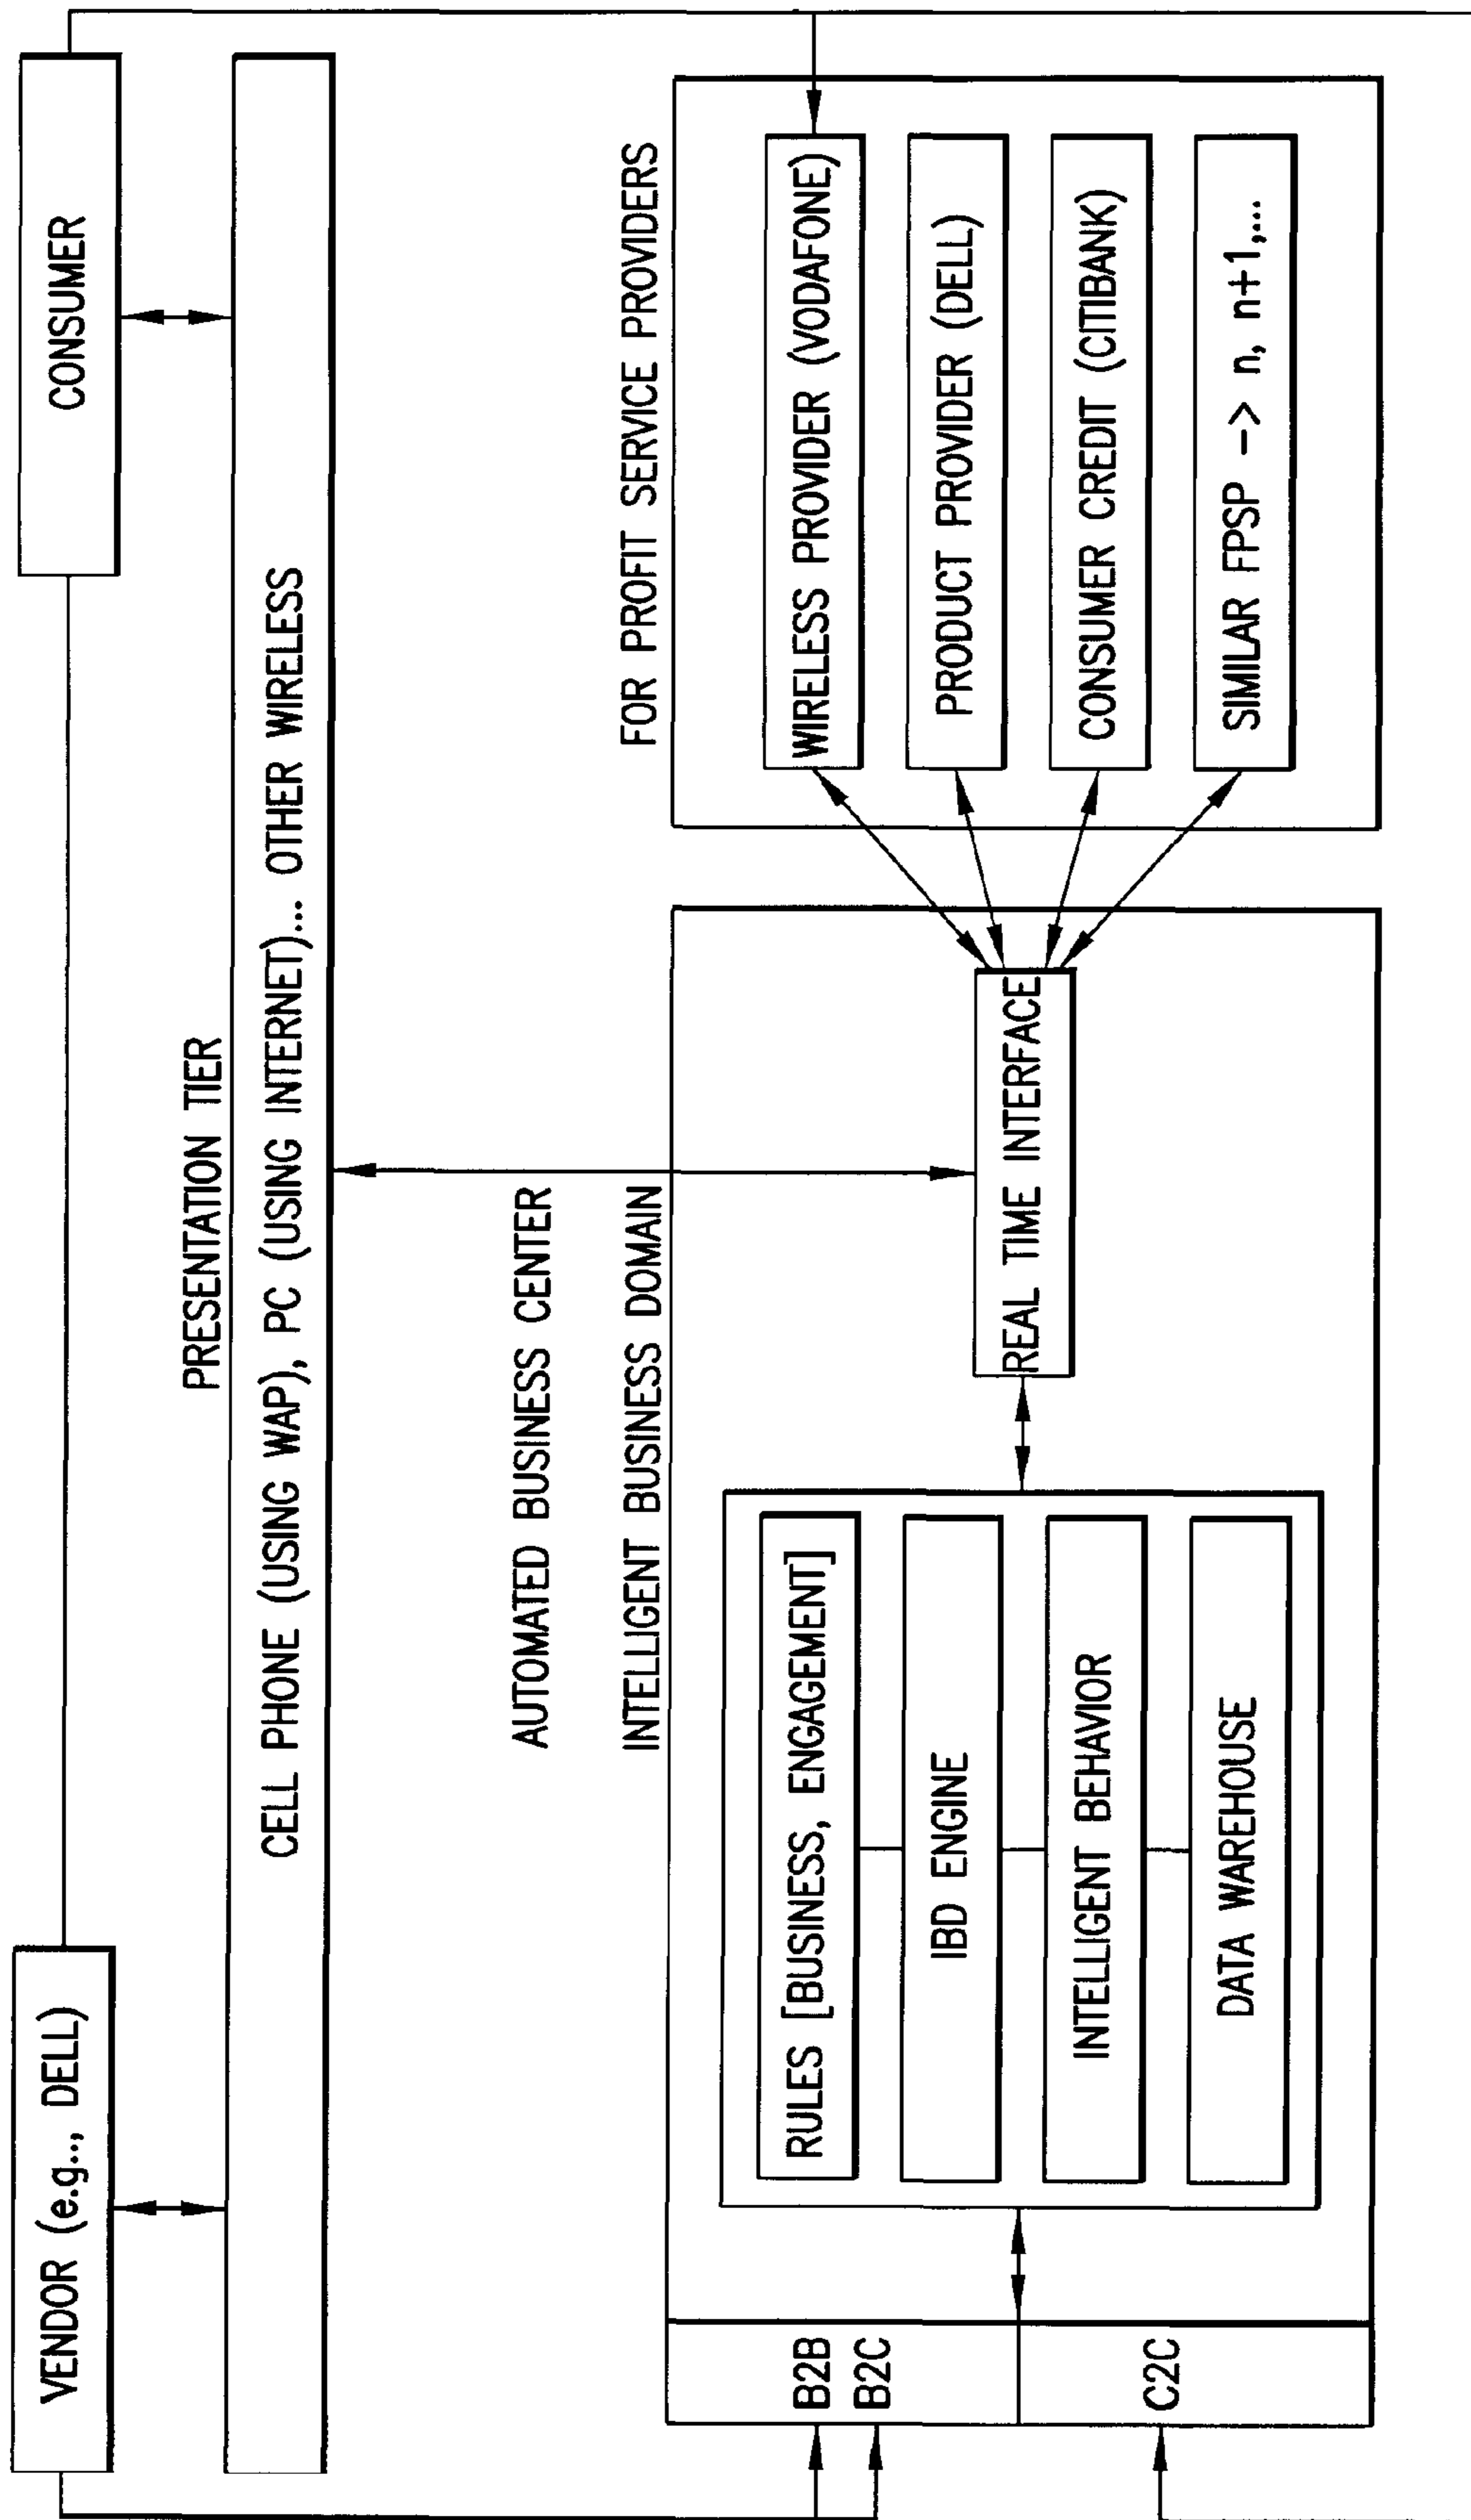 VENDOR (e.g.., DELL)
CONSUMER
PRESENTATION TIER
CELL PHONE (USING WAP), PC (USING INTERNET)... OTHER WIRELESS
AUTOMATED BUSINESS CENTER
INTELLIGENT BUSINESS DOMAIN
FOR PROFIT SERVICE PROVIDERS
B2B
B2C
C2C
RULES [BUSINESS, ENGAGEMENT]
IBD ENGINE
INTELLIGENT BEHAVIOR
DATA WAREHOUSE
REAL TIME INTERFACE
WIRELESS PROVIDER (VODAFONE)
PRODUCT PROVIDER (DELL)
CONSUMER CREDIT (CITIBANK)
SIMILAR FPSP -> n, n+1,...